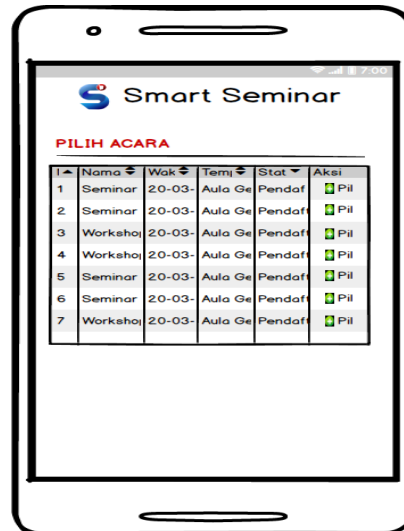 7:00
Smart Seminar
PILIH ACARA
I Nama Wak Temp Stat Aksi
1 Seminar 20-03- Aula Ge Pendaf Pil
2 Seminar 20-03- Aula Ge Pendaft Pil
3 Workshop 20-03- Aula Ge Pendaft Pil
4 Workshop 20-03- Aula Ge Pendaft Pil
5 Seminar 20-03- Aula Ge Pendaft Pil
6 Seminar 20-03- Aula Ge Pendaft Pil
7 Workshop 20-03- Aula Ge Pendaft Pil